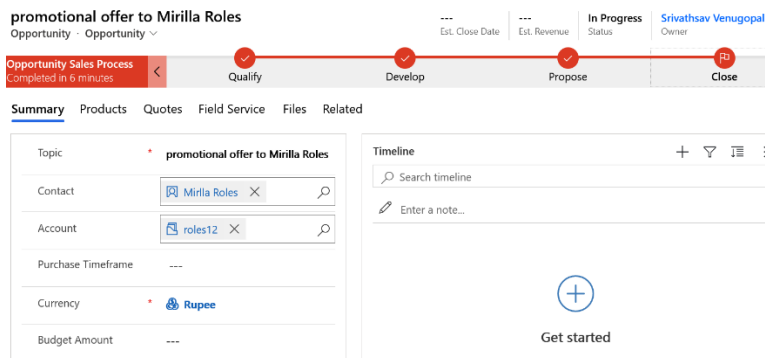 promotional offer to Mirilla Roles
Opportunity · Opportunity
---
Est. Close Date
---
Est. Revenue
In Progress
Status
Srivathsav Venugopal
Owner
Opportunity Sales Process
Completed in 6 minutes
Qualify
Develop
Propose
Close
Summary Products Quotes Field Service Files Related
Topic * promotional offer to Mirilla Roles
Contact Mirlla Roles
Account roles12
Purchase Timeframe ---
Currency * Rupee
Budget Amount ---
Timeline
Search timeline
Enter a note...
Get started